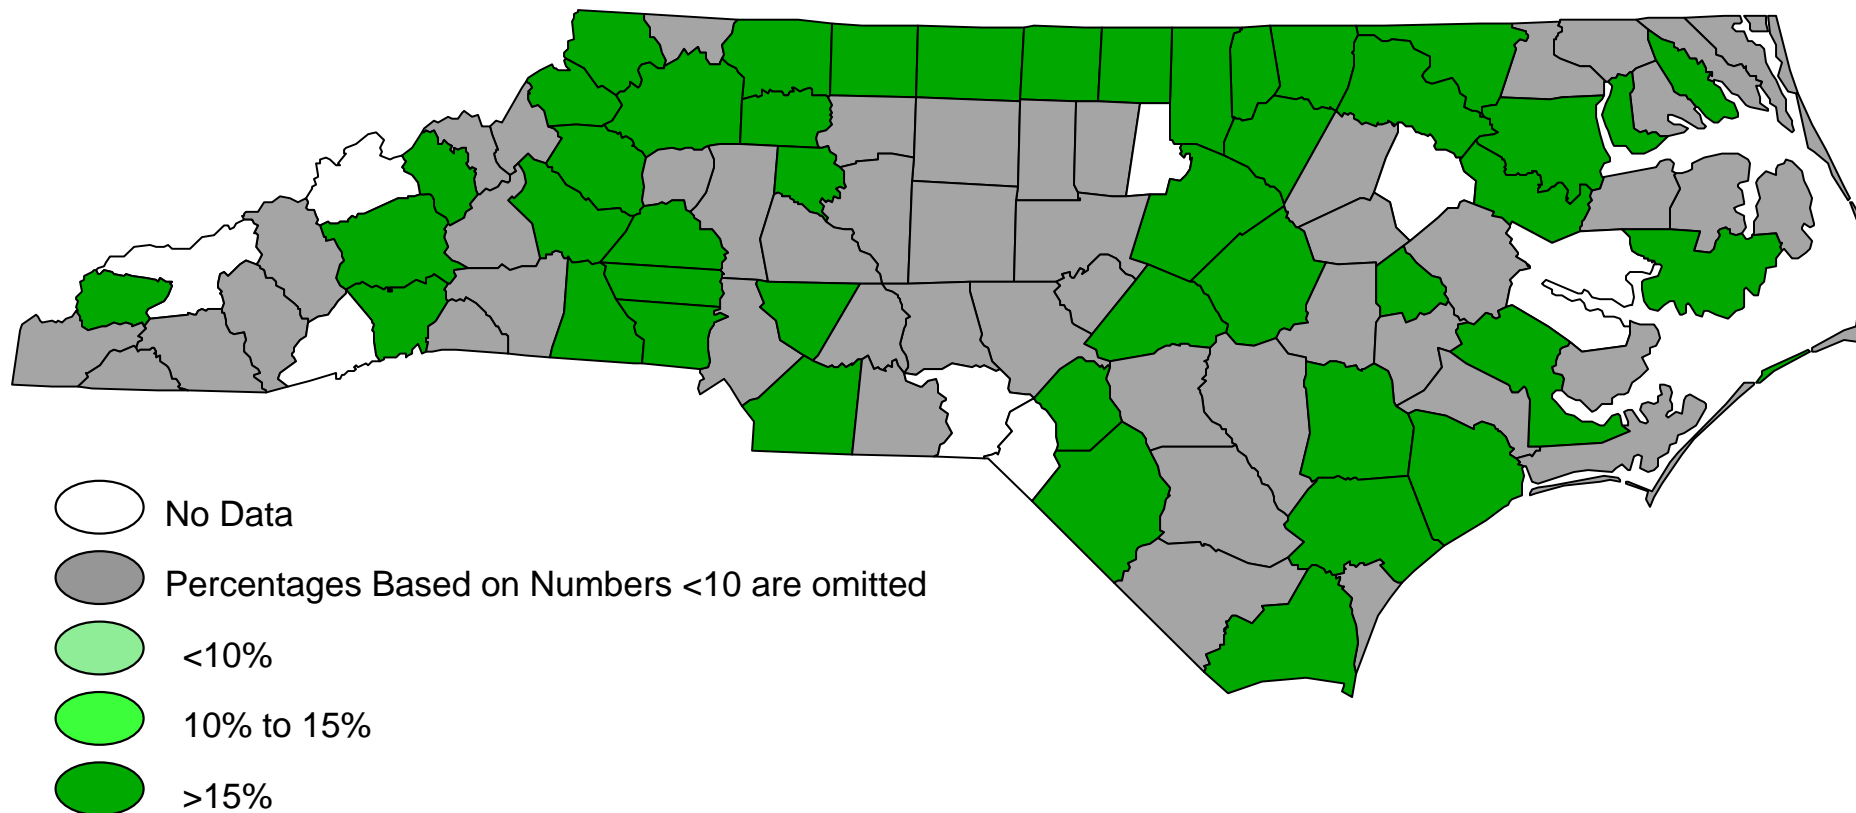 No Data
Percentages Based on Numbers <10 are omitted
<10%
10% to 15%
>15%